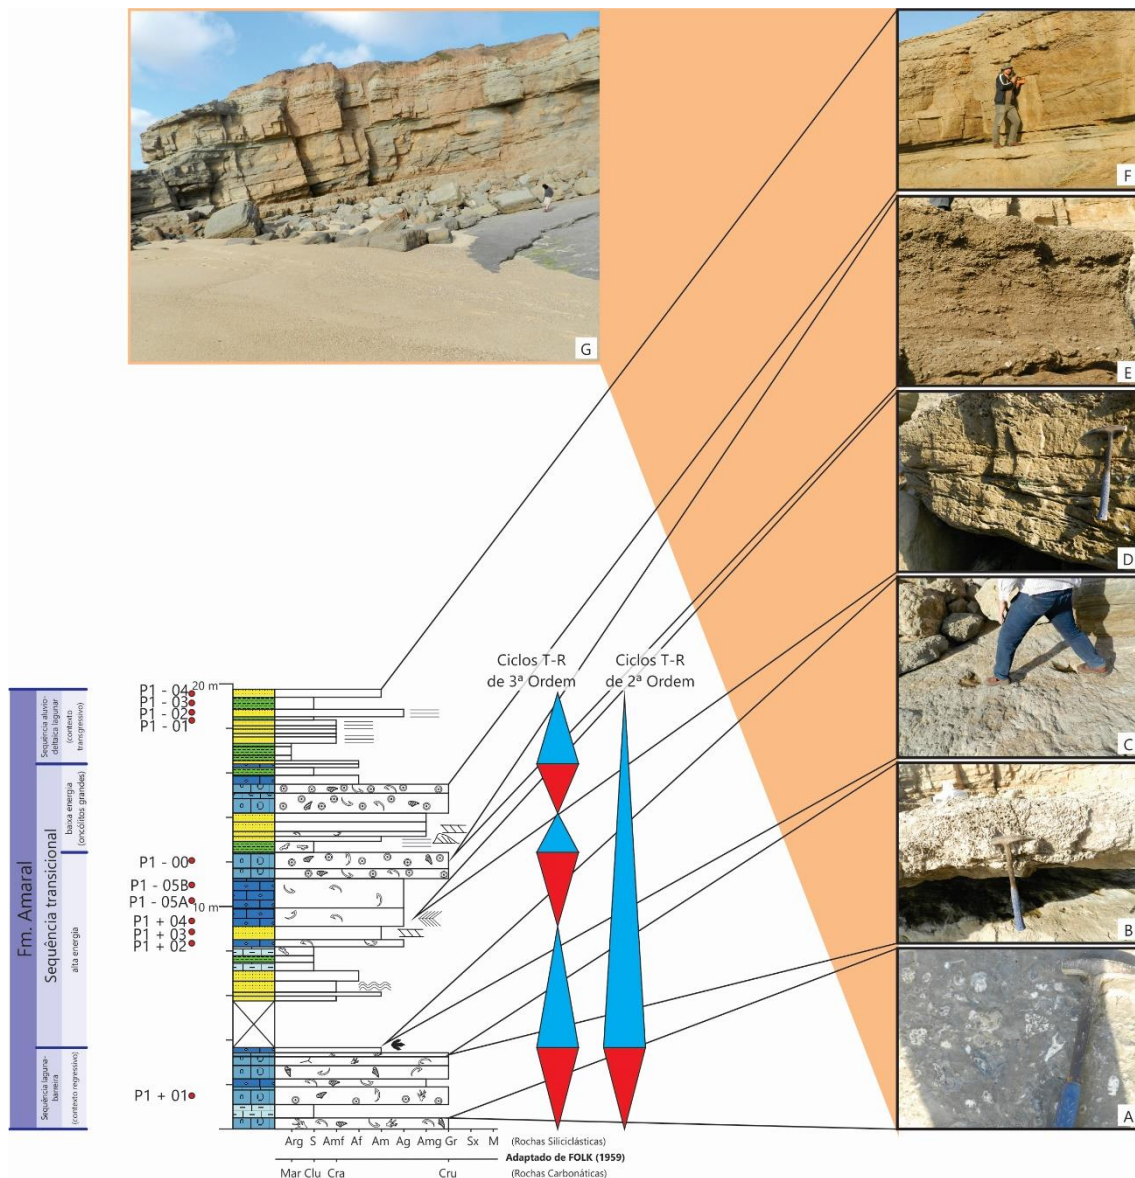 G
F
E
D
C
B
A
Ciclos T-R
de 3ª Ordem
Ciclos T-R
de 2ª Ordem
20 m
10 m
P1 - 04
P1 - 03
P1 - 02
P1 - 01
P1 - 00
P1 - 05B
P1 - 05A
P1 + 04
P1 + 03
P1 + 02
P1 + 01
Fm. Amaral
Sequência transicional
Sequência aluvio-
deltaica lagunar
(contexto
transgressivo)
baixa energia
(oncólitos grandes)
alta energia
Sequência laguna-
barreira
(contexto regressivo)
Arg S Amf Af Am Ag Amg Gr Sx M (Rochas Siliciclásticas)
Adaptado de FOLK (1959)
Mar Clu Cra Cru (Rochas Carbonáticas)